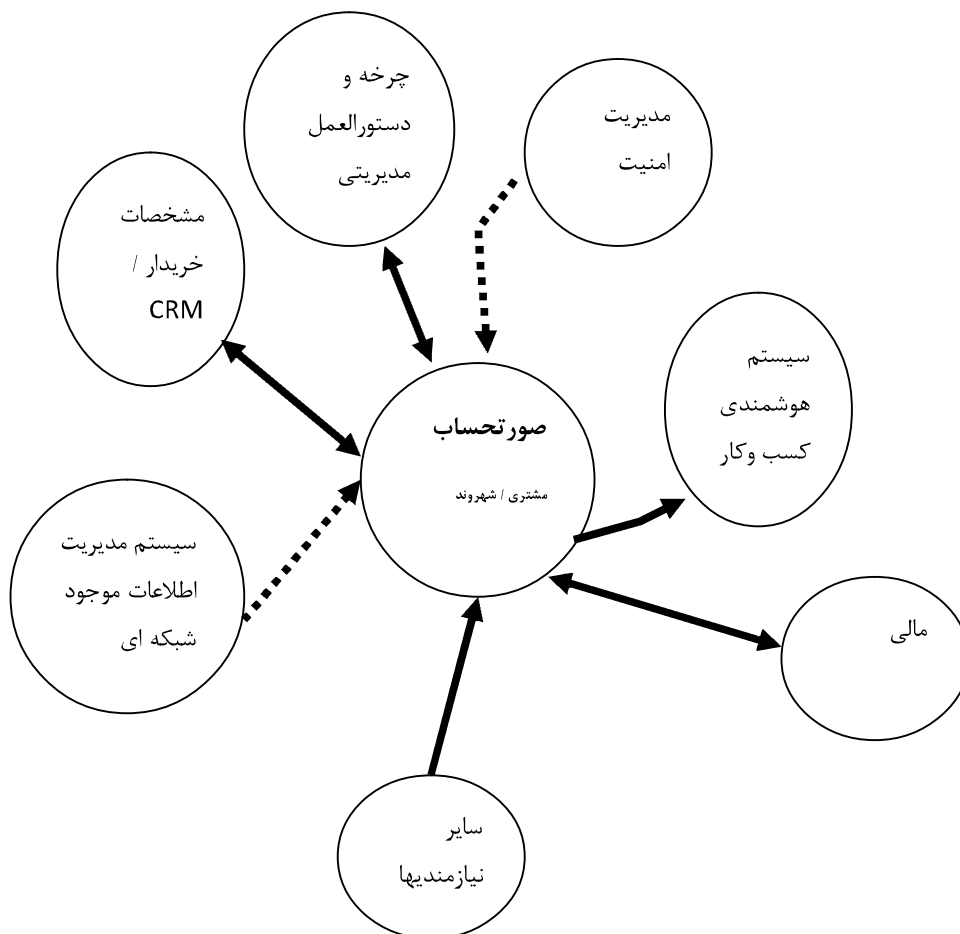 چرخه و
دستورالعمل
مدیریتی
مدیریت
امنیت
مشخصات
خریدار /
CRM
سیستم
هوشمندی
کسب وکار
صورتحساب
مشتری / شهروند
سیستم مدیریت
اطلاعات موجود
شبکه ای
مالی
سایر
نیازمندیها